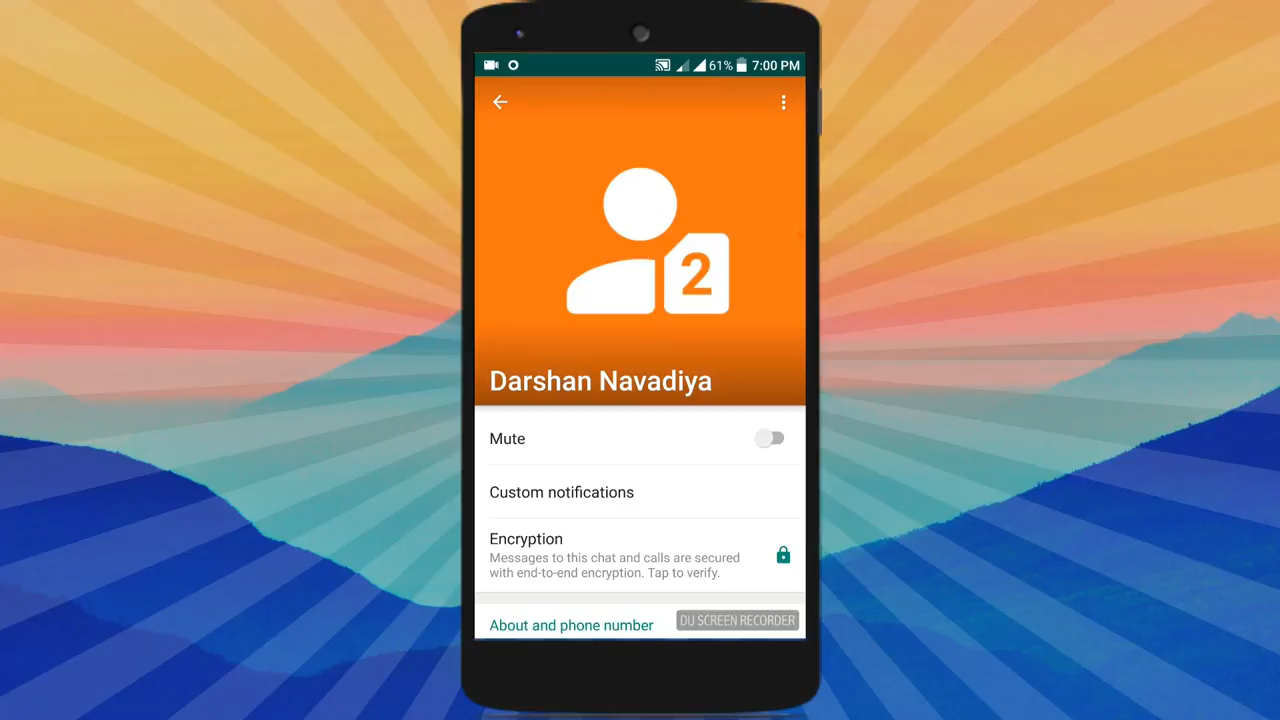 61% 7:00 PM
2
Darshan Navadiya
Mute
Custom notifications
Encryption
Messages to this chat and calls are secured
with end-to-end encryption. Tap to verify.
About and phone number
DU SCREEN RECORDER